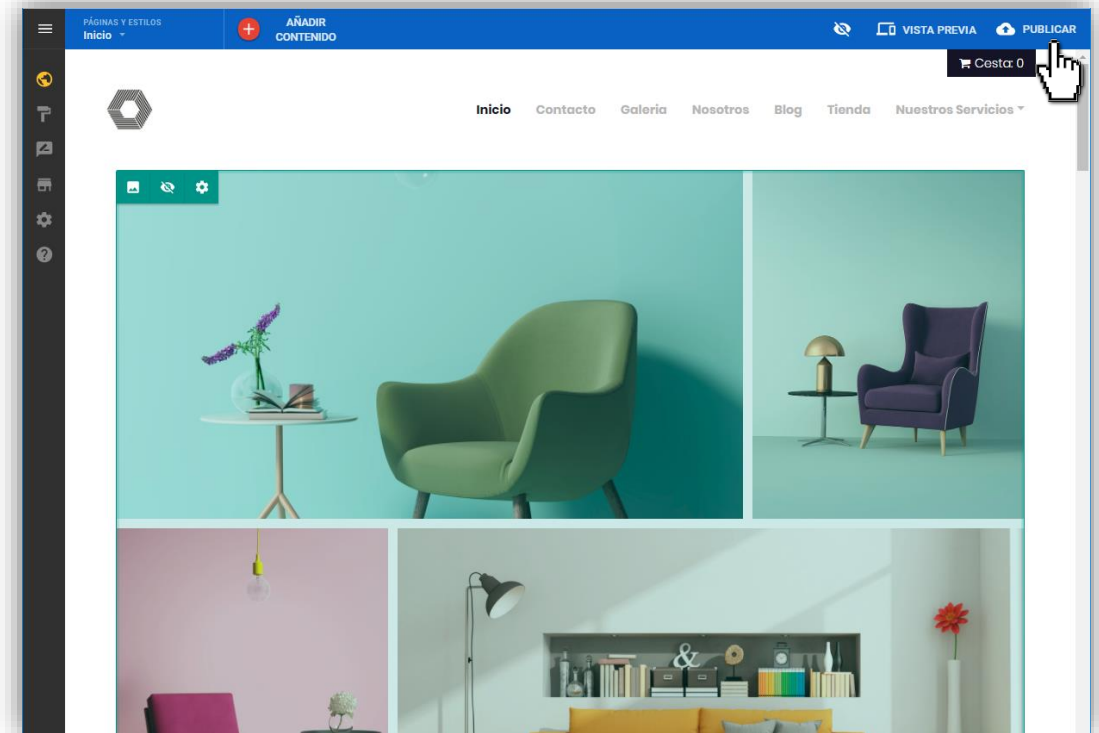 PÁGINAS Y ESTILOS
Inicio
AÑADIR
CONTENIDO
VISTA PREVIA
PUBLICAR
Cesta: 0
Inicio Contacto Galeria Nosotros Blog Tienda Nuestros Servicios
&